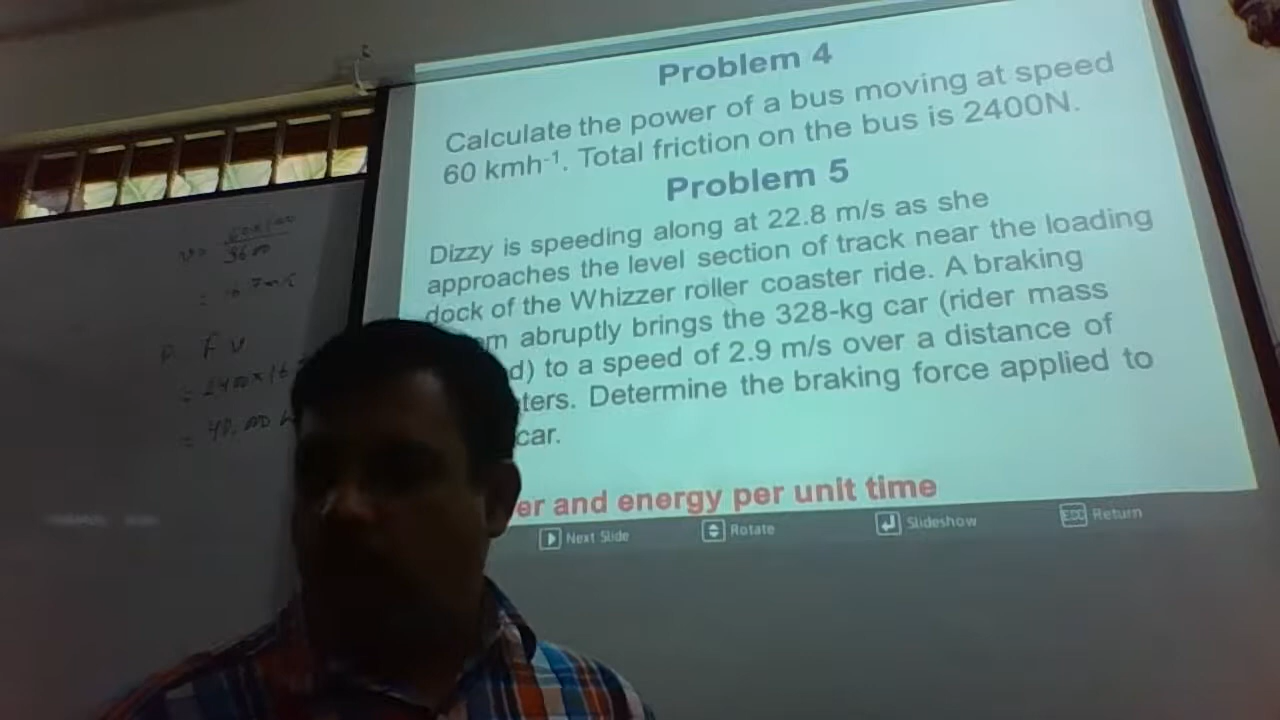 Problem 4
Calculate the power of a bus moving at speed
60 kmh-1. Total friction on the bus is 2400N.
Problem 5
Dizzy is speeding along at 22.8 m/s as she
approaches the level section of track near the loading
dock of the Whizzer roller coaster ride. A braking
abruptly brings the 328-kg car (rider mass
to a speed of 2.9 m/s over a distance of
Determine the braking force applied to
car.
and energy per unit time
Next Slide Rotate Slideshow ESC Return
3600
F v